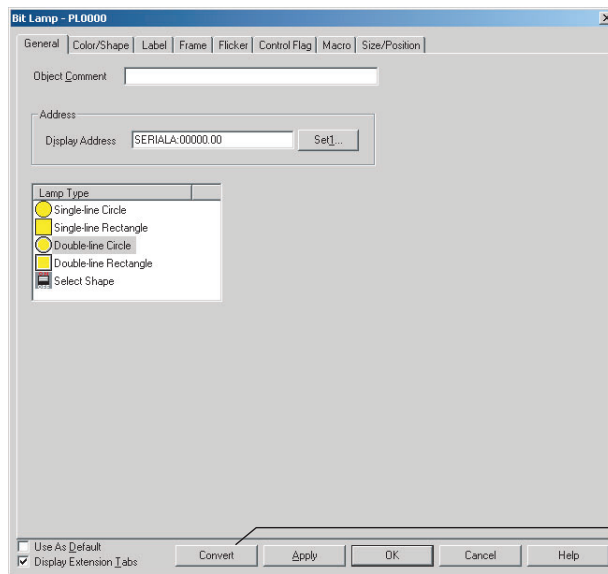 Bit Lamp - PL0000
General Color/Shape Label Frame Flicker Control Flag Macro Size/Position
Object Comment
Address
Display Address SERIALA:00000.00 Set1...
Lamp Type
Single-line Circle
Single-line Rectangle
Double-line Circle
Double-line Rectangle
Select Shape
Use As Default
Display Extension Tabs
Convert Apply OK Cancel Help